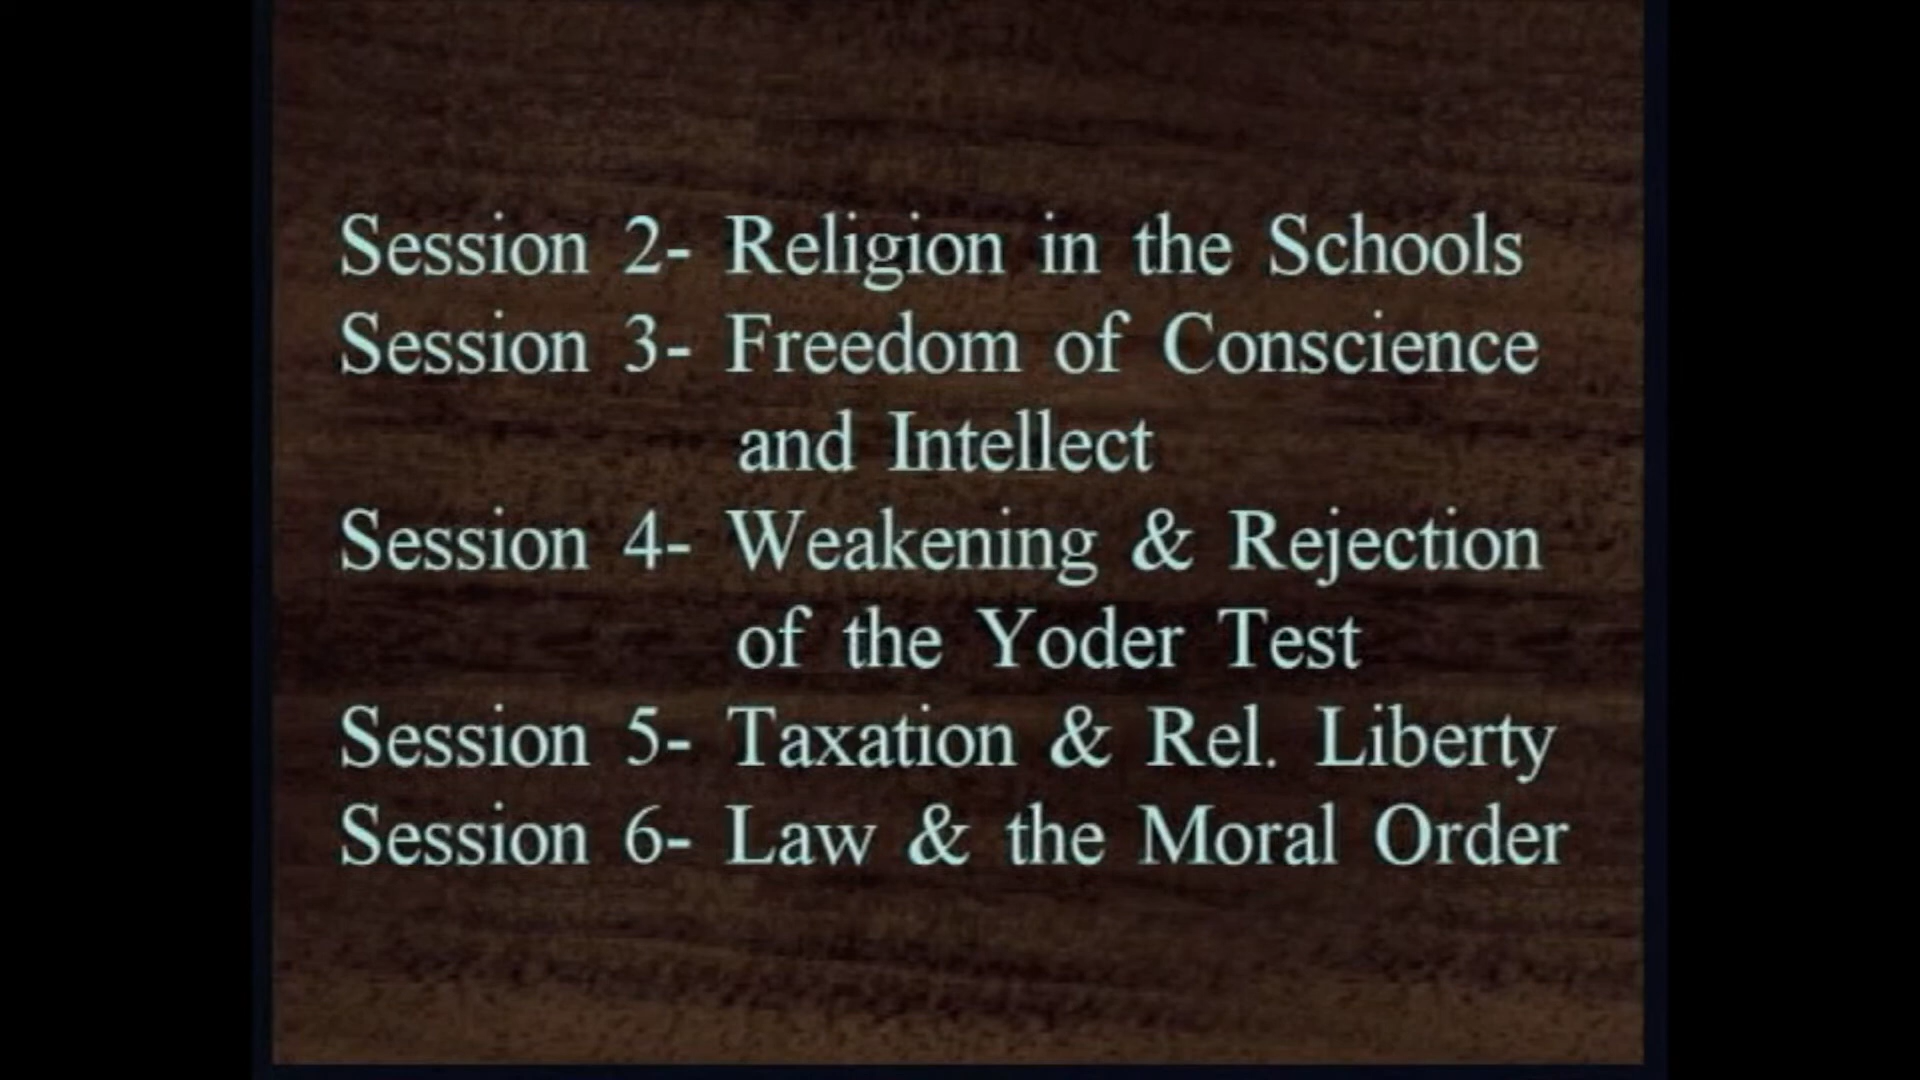 Session 2- Religion in the Schools
Session 3- Freedom of Conscience
and Intellect
Session 4- Weakening & Rejection
of the Yoder Test
Session 5- Taxation & Rel. Liberty
Session 6- Law & the Moral Order